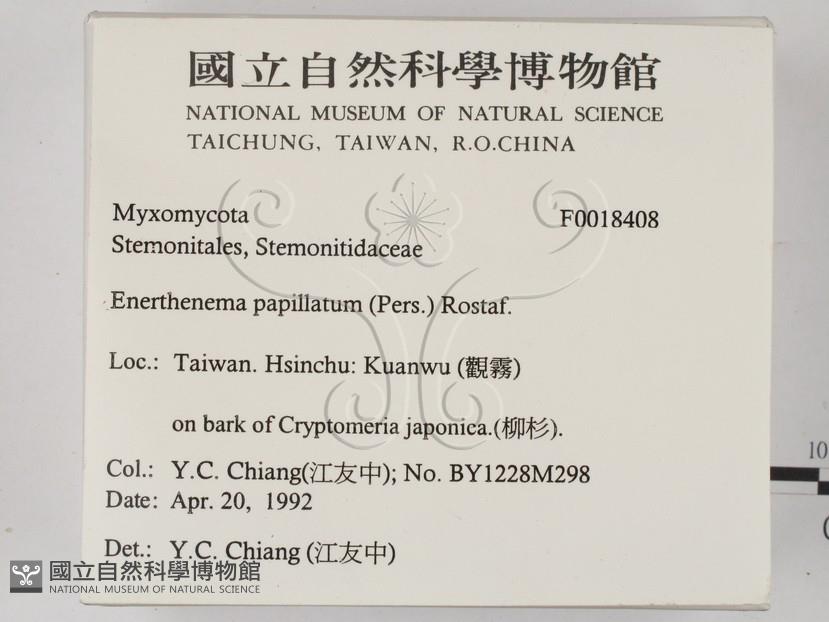 國立自然科學博物館
NATIONAL MUSEUM OF NATURAL SCIENCE
TAICHUNG, TAIWAN, R.O.CHINA
Myxomycota F0018408
Stemonitales, Stemonitidaceae
Enerthenema papillatum (Pers.) Rostaf.
Loc.: Taiwan. Hsinchu: Kuanwu (觀霧)
on bark of Cryptomeria japonica.(柳杉).
Col.: Y.C. Chiang(江友中); No. BY1228M298
Date: Apr. 20, 1992
Det.: Y.C. Chiang (江友中)
國立自然科學博物館
NATIONAL MUSEUM OF NATURAL SCIENCE
10